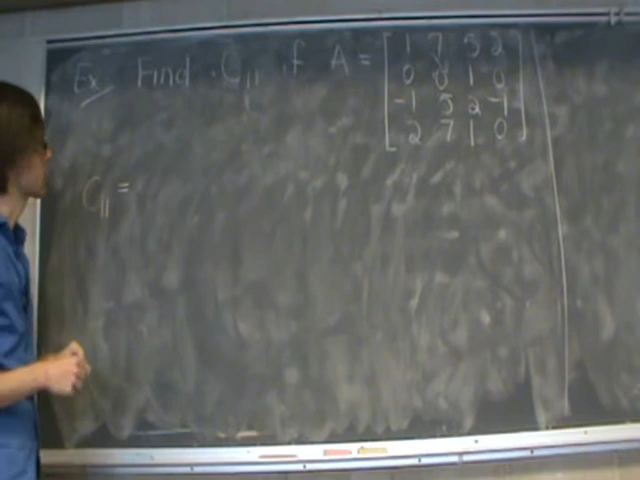 Ex Find C11 if A =
1 7 5 2
0 0 1 0
-1 5 2 -1
2 7 1 0
C11 =